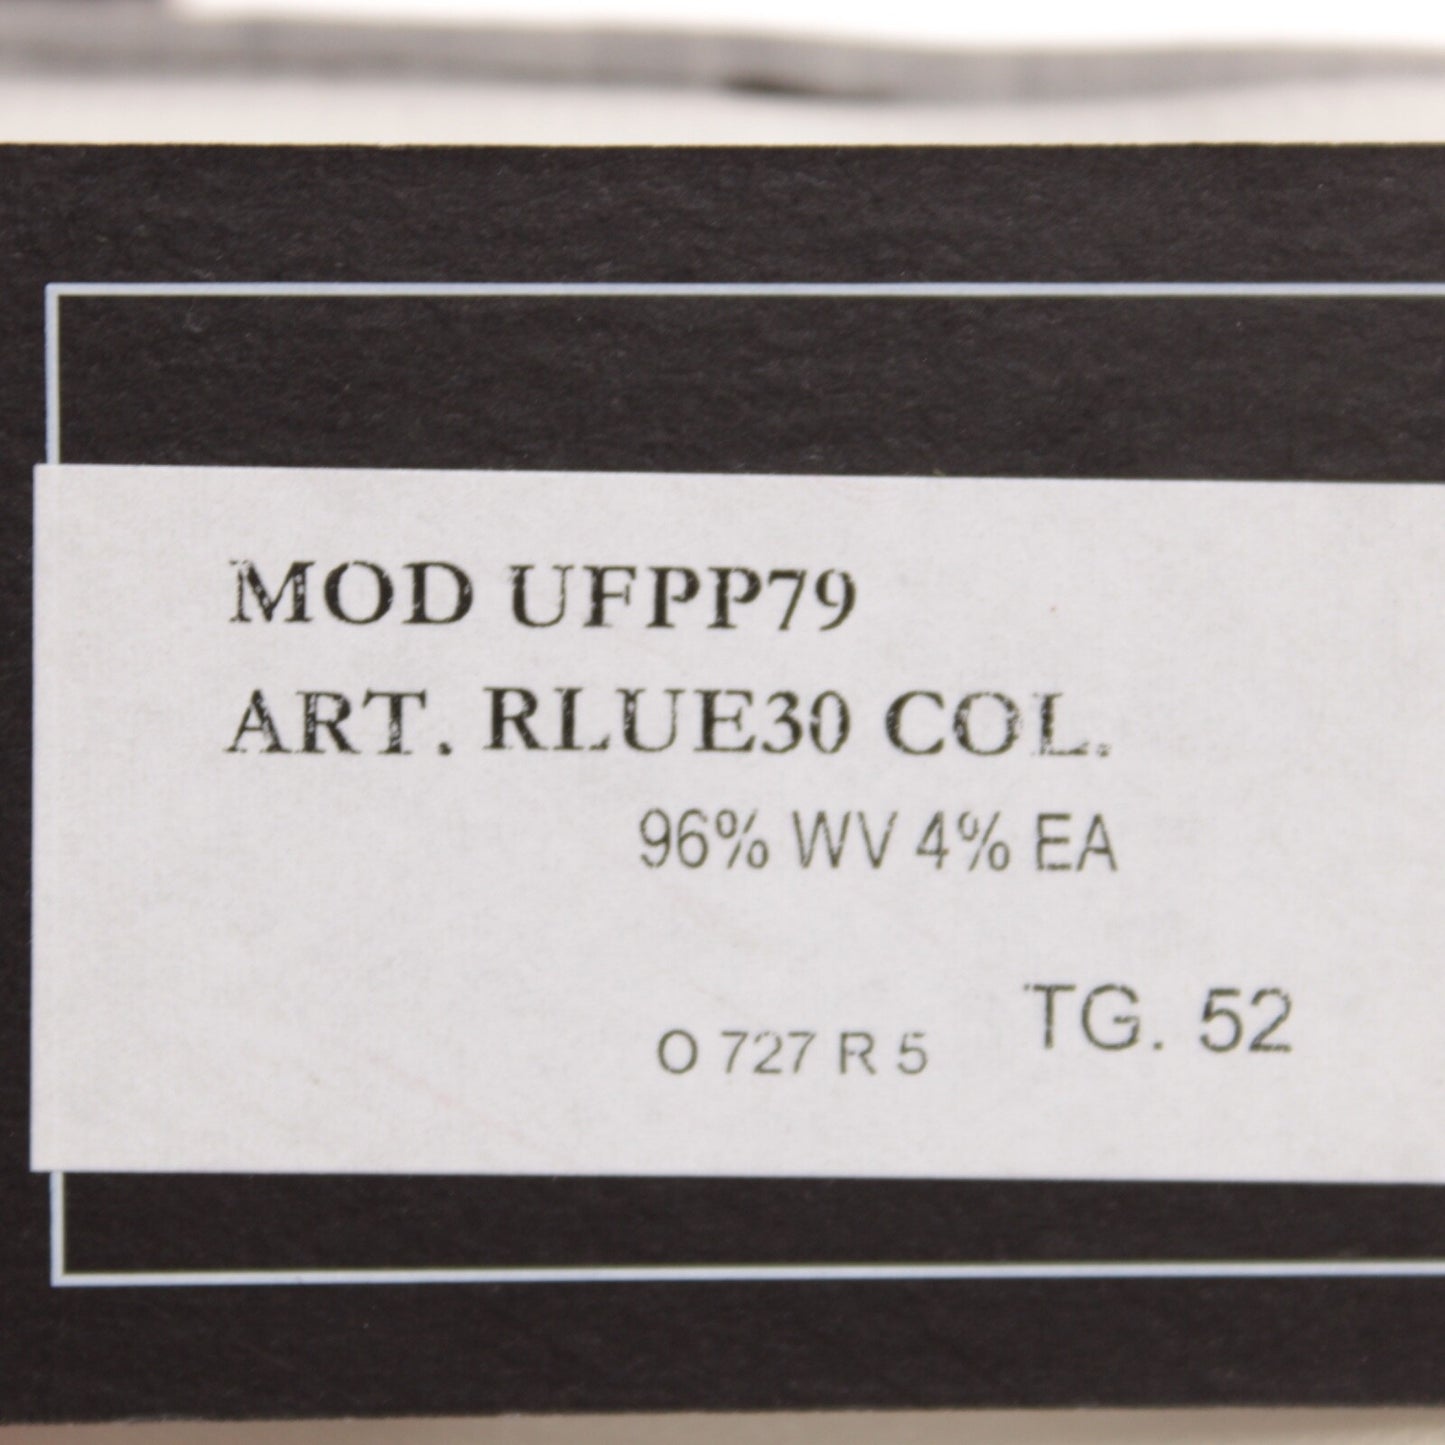 MOD UFPP79
ART. RLUE30 COL.
96% WV 4% EA
TG. 52
O 727 R 5